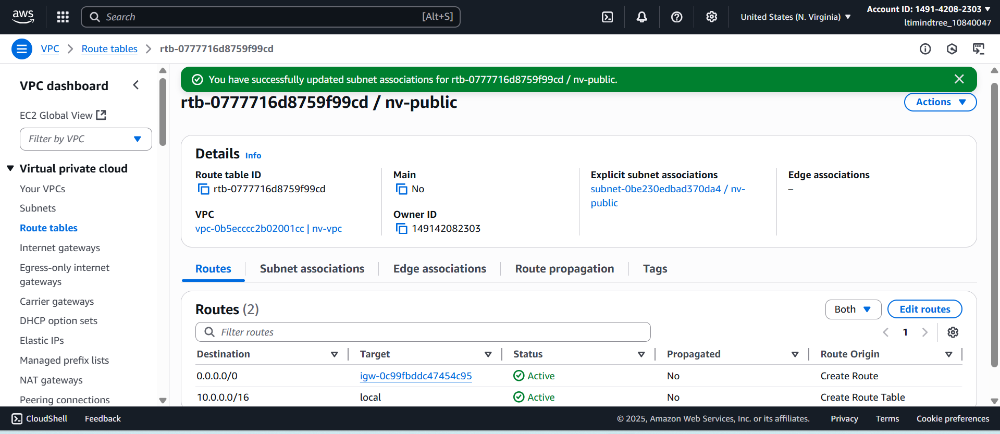 aws
Search
[Alt+S]
United States (N. Virginia)
Account ID: 1491-4208-2303
ltimindtree_10840047
VPC
Route tables
rtb-0777716d8759f99cd
VPC dashboard
EC2 Global View
Filter by VPC
Virtual private cloud
Your VPCs
Subnets
Route tables
Internet gateways
Egress-only internet
gateways
Carrier gateways
DHCP option sets
Elastic IPs
Managed prefix lists
NAT gateways
Peering connections
You have successfully updated subnet associations for rtb-0777716d8759f99cd / nv-public.
rtb-0777716d8759f99cd / nv-public
Actions
Details Info
Route table ID
rtb-0777716d8759f99cd
Main
No
Explicit subnet associations
subnet-0be230edbad370da4 / nv-
public
Edge associations
–
VPC
vpc-0b5ecccc2b02001cc | nv-vpc
Owner ID
149142082303
Routes
Subnet associations
Edge associations
Route propagation
Tags
Routes (2)
Both
Edit routes
Filter routes
1
Destination Target Status Propagated Route Origin
0.0.0.0/0 igw-0c99fbddc47454c95 Active No Create Route
10.0.0.0/16 local Active No Create Route Table
CloudShell
Feedback
© 2025, Amazon Web Services, Inc. or its affiliates.
Privacy
Terms
Cookie preferences